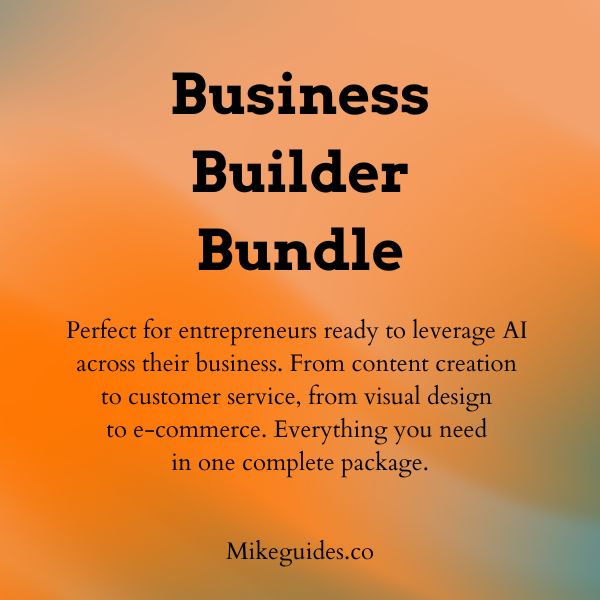 Business
Builder
Bundle
Perfect for entrepreneurs ready to leverage AI
across their business. From content creation
to customer service, from visual design
to e-commerce. Everything you need
in one complete package.
Mikeguides.co